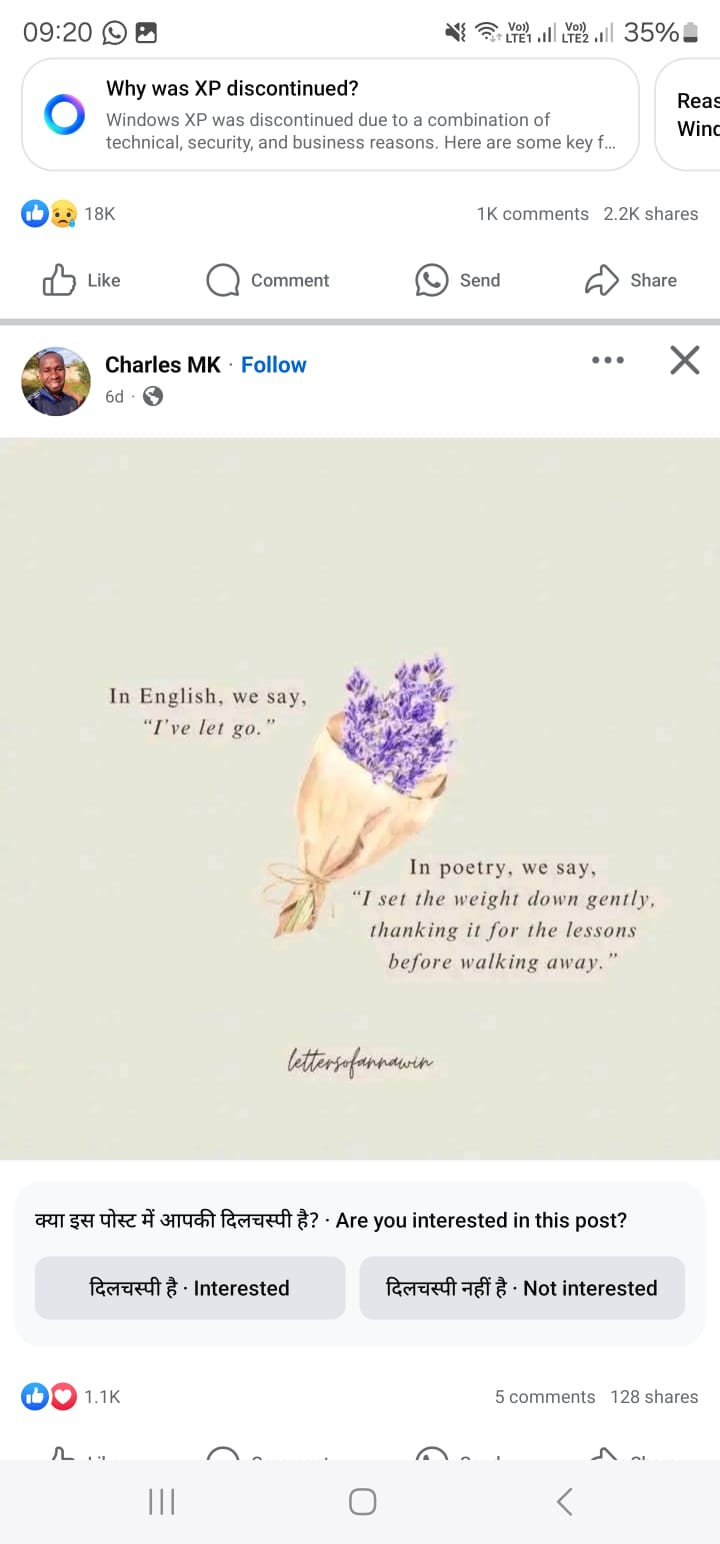 09:20
Vo)) LTE1 Vo)) LTE2 35%
Why was XP discontinued?
Windows XP was discontinued due to a combination of
technical, security, and business reasons. Here are some key f...
Reas
Wind
18K 1K comments 2.2K shares
Like Comment Send Share
Charles MK · Follow
6d ·
In English, we say,
“I’ve let go.”
In poetry, we say,
“I set the weight down gently,
thanking it for the lessons
before walking away.”
lettersofannawin
क्या इस पोस्ट में आपकी दिलचस्पी है? · Are you interested in this post?
दिलचस्पी है · Interested दिलचस्पी नहीं है · Not interested
1.1K 5 comments 128 shares